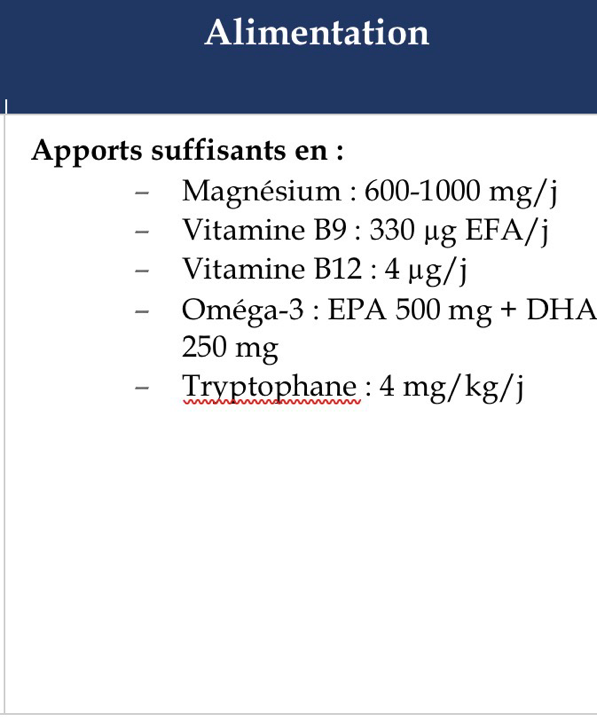 Alimentation
Apports suffisants en :
– Magnésium : 600-1000 mg/j
– Vitamine B9 : 330 µg EFA/j
– Vitamine B12 : 4 µg/j
– Oméga-3 : EPA 500 mg + DHA
250 mg
– Tryptophane : 4 mg/kg/j